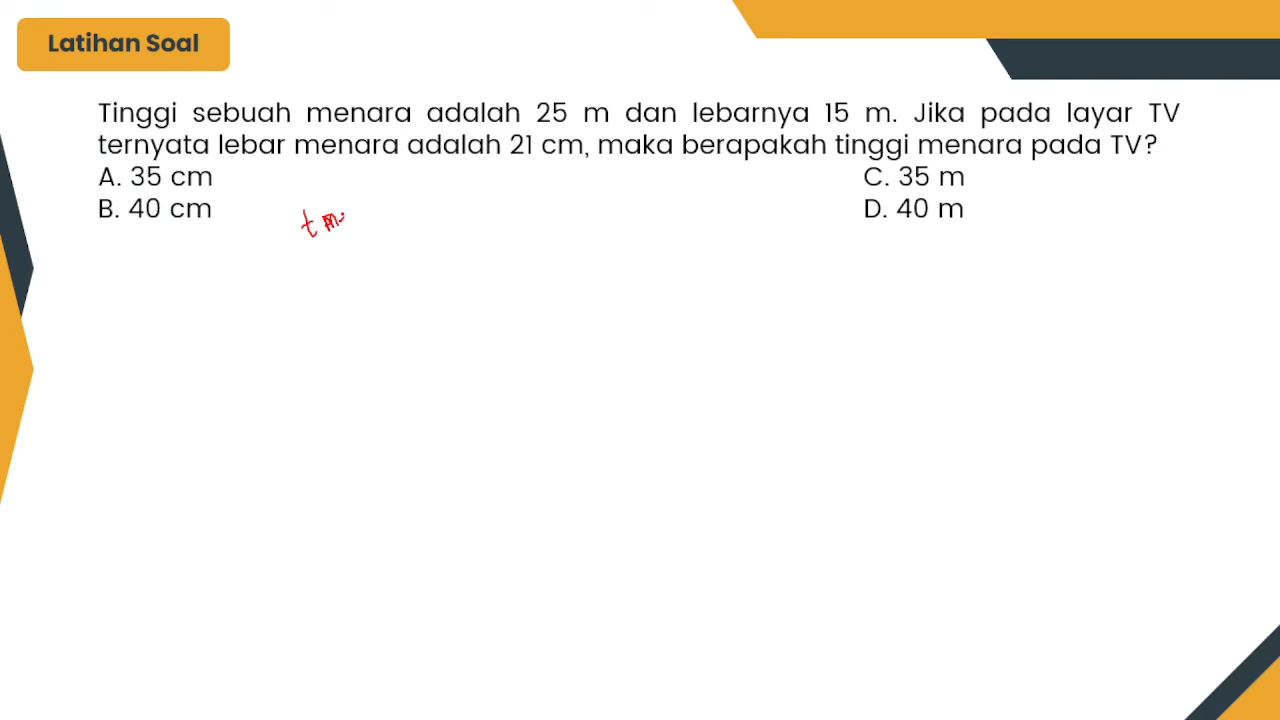 Latihan Soal
Tinggi sebuah menara adalah 25 m dan lebarnya 15 m. Jika pada layar TV
ternyata lebar menara adalah 21 cm, maka berapakah tinggi menara pada TV?
A. 35 cm C. 35 m
B. 40 cm D. 40 m
t m